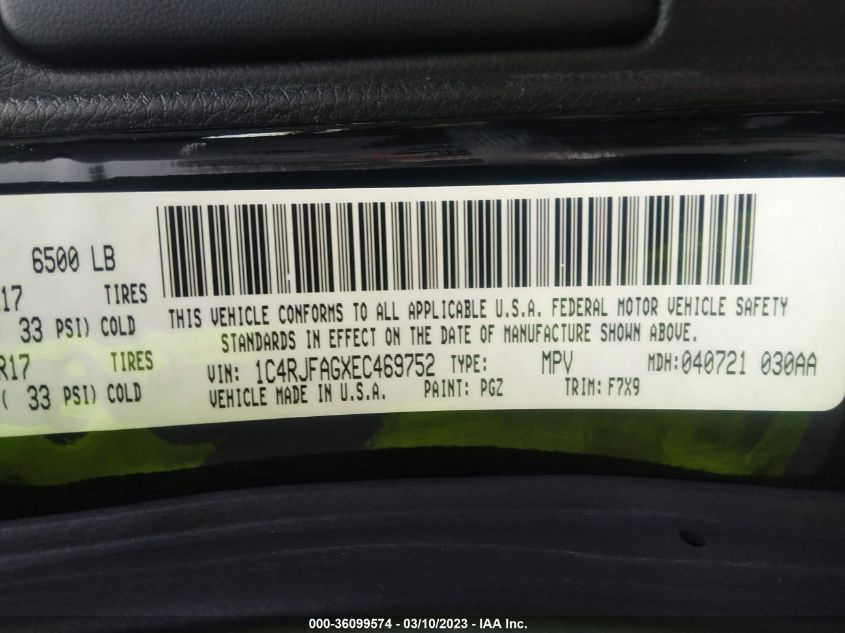 6500 LB
17 TIRES
33 PSI) COLD
R17 TIRES
( 33 PSI) COLD
THIS VEHICLE CONFORMS TO ALL APPLICABLE U.S.A. FEDERAL MOTOR VEHICLE SAFETY
STANDARDS IN EFFECT ON THE DATE OF MANUFACTURE SHOWN ABOVE.
VIN: 1C4RJFAGXEC469752 TYPE: MPV MDH:040721 030AA
VEHICLE MADE IN U.S.A. PAINT: PGZ TRIM: F7X9
000-36099574 — 03/10/2023 — IAA Inc.